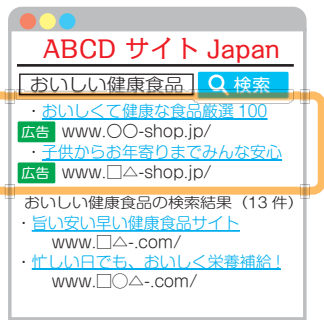 ABCD サイト Japan
おいしい健康食品 検索
・おいしくて健康な食品厳選 100
広告 www.○○-shop.jp/
・子供からお年寄りまでみんな安心
広告 www.□△-shop.jp/
おいしい健康食品の検索結果（13 件）
・旨い安い早い健康食品サイト
www.□△-.com/
・忙しい日でも、おいしく栄養補給！
www.□○△-.com/